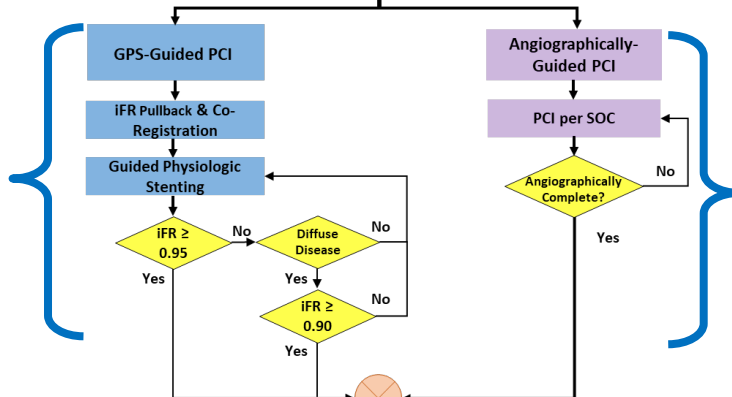 GPS-Guided PCI
iFR Pullback & Co-
Registration
Guided Physiologic
Stenting
iFR ≥
0.95
No
Diffuse
Disease
No
Yes
Yes
iFR ≥
0.90
No
Yes
Angiographically-
Guided PCI
PCI per SOC
Angiographically
Complete?
No
Yes